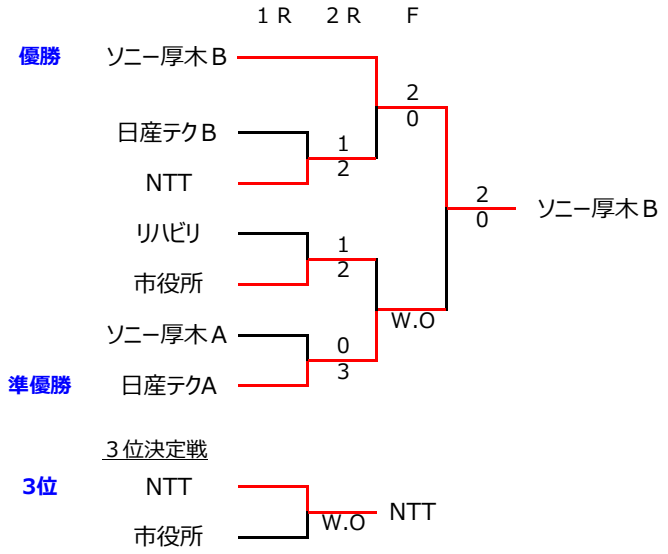 １Ｒ ２Ｒ Ｆ
優勝 ソニー厚木Ｂ
2
0
日産テクＢ
1
2
NTT
2
0
ソニー厚木Ｂ
リハビリ
1
2
市役所
W.O
ソニー厚木Ａ
0
3
準優勝 日産テクA
３位決定戦
3位 NTT
W.O
NTT
市役所